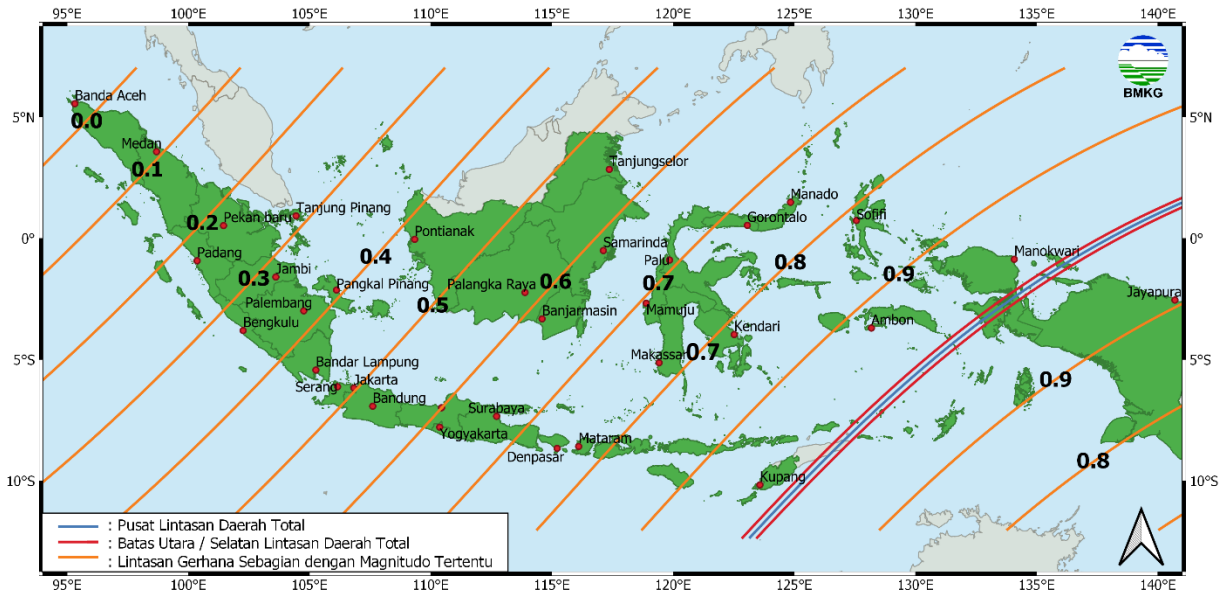 95°E 100°E 105°E 110°E 115°E 120°E 125°E 130°E 135°E 140°E
BMKG
5°N 5°N
Banda Aceh
0.0
Medan
0.1
Tanjungselor
Manado
0.2
Pekan baru
Tanjung Pinang
Gorontalo
Sofifi
0° 0°
Pontianak
0.4
Samarinda
Padang
Palu
0.8
Manokwari
0.3
Jambi
0.9
Pangkal Pinang
Palangka Raya
0.6
0.7
Jayapura
Palembang
0.5
Mamuju
Bengkulu
Banjarmasin
Kendari
Ambon
5°S 5°S
Bandar Lampung
Makassar
0.7
Serang
Jakarta
0.9
Bandung
Surabaya
Yogyakarta
Mataram
Denpasar
0.8
10°S 10°S
Kupang
: Pusat Lintasan Daerah Total
: Batas Utara / Selatan Lintasan Daerah Total
: Lintasan Gerhana Sebagian dengan Magnitudo Tertentu
95°E 100°E 105°E 110°E 115°E 120°E 125°E 130°E 135°E 140°E